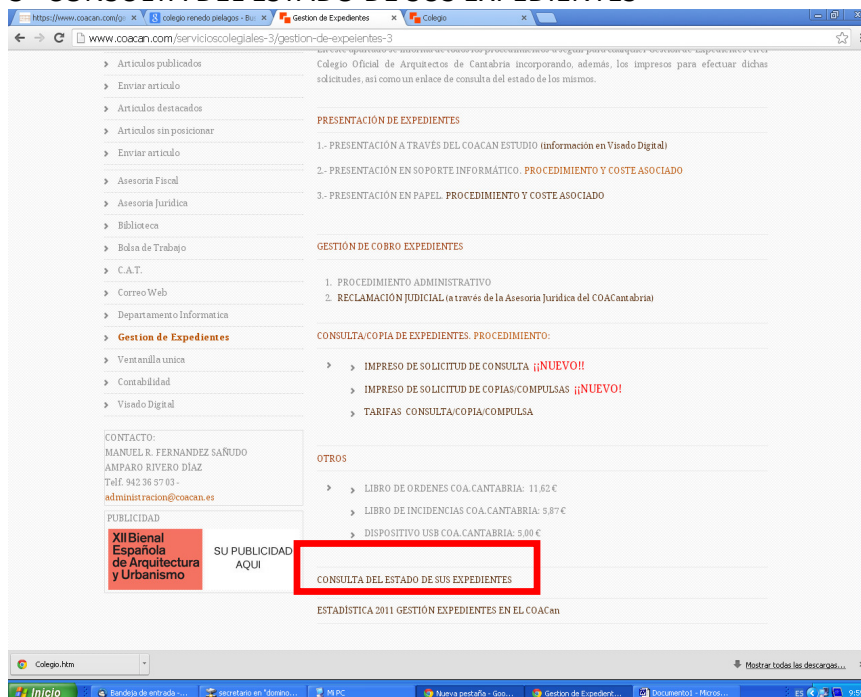 https://www.coacan.com/g
colegio renedo pielagos - Bu
Gestion de Expedientes
Colegio
www.coacan.com/servicioscolegiales-3/gestion-de-expeientes-3
Articulos publicados
Enviar articulo
Articulos destacados
Articulos sin posicionar
Enviar articulo
Asesoria Fiscal
Asesoria Juridica
Biblioteca
Bolsa de Trabajo
C.A.T.
Correo Web
Departamento Informatica
Gestion de Expedientes
Ventanilla unica
Contabilidad
Visado Digital
CONTACTO:
MANUEL R. FERNANDEZ SAÑUDO
AMPARO RIVERO DÍAZ
Telf. 942 36 57 03 -
administracion@coacan.es
PUBLICIDAD
XII Bienal
Española
de Arquitectura
y Urbanismo
SU PUBLICIDAD
AQUI
Colegio Oficial de Arquitectos de Cantabria incorporando, además, los impresos para efectuar dichas
solicitudes, asi como un enlace de consulta del estado de los mismos.
PRESENTACIÓN DE EXPEDIENTES
1.- PRESENTACIÓN A TRAVÉS DEL COACAN ESTUDIO (información en Visado Digital)
2.- PRESENTACIÓN EN SOPORTE INFORMÁTICO. PROCEDIMIENTO Y COSTE ASOCIADO
3.- PRESENTACIÓN EN PAPEL. PROCEDIMIENTO Y COSTE ASOCIADO
GESTIÓN DE COBRO EXPEDIENTES
1. PROCEDIMIENTO ADMINISTRATIVO
2. RECLAMACIÓN JUDICIAL (a través de la Asesoria Juridica del COACantabria)
CONSULTA/COPIA DE EXPEDIENTES. PROCEDIMIENTO:
IMPRESO DE SOLICITUD DE CONSULTA ¡¡NUEVO!!
IMPRESO DE SOLICITUD DE COPIAS/COMPULSAS ¡¡NUEVO!
TARIFAS CONSULTA/COPIA/COMPULSA
OTROS
LIBRO DE ORDENES COA.CANTABRIA: 11,62 €
LIBRO DE INCIDENCIAS COA.CANTABRIA: 5,87 €
DISPOSITIVO USB COA.CANTABRIA: 5,00 €
CONSULTA DEL ESTADO DE SUS EXPEDIENTES
ESTADÍSTICA 2011 GESTIÓN EXPEDIENTES EN EL COACan
Colegio.htm
Mostrar todas las descargas...
Inicio
Bandeja de entrada -...
secretario en "domino...
MI PC
Nueva pestaña - Goo...
Gestion de Expedient...
Documento1 - Micros...
ES